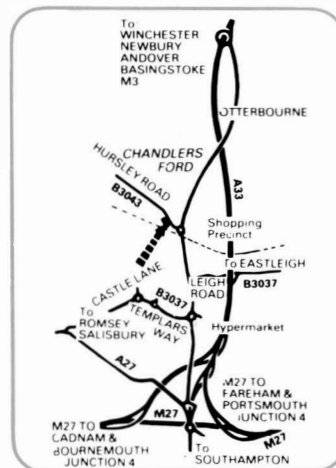 To
WINCHESTER
NEWBURY
ANDOVER
BASINGSTOKE
M3
OTTERBOURNE
CHANDLERS
FORD
HURSLEY ROAD
B3043
A33
Shopping
Precinct
To EASTLEIGH
CASTLE LANE
LEIGH
ROAD
B3037
B3037
TEMPLARS
WAY
To
ROMSEY
SALISBURY
Hypermarket
A27
M27 TO
FAREHAM &
PORTSMOUTH
JUNCTION 4
M27
M27
M27 TO
CADNAM &
BOURNEMOUTH
JUNCTION 4
To
SOUTHAMPTON